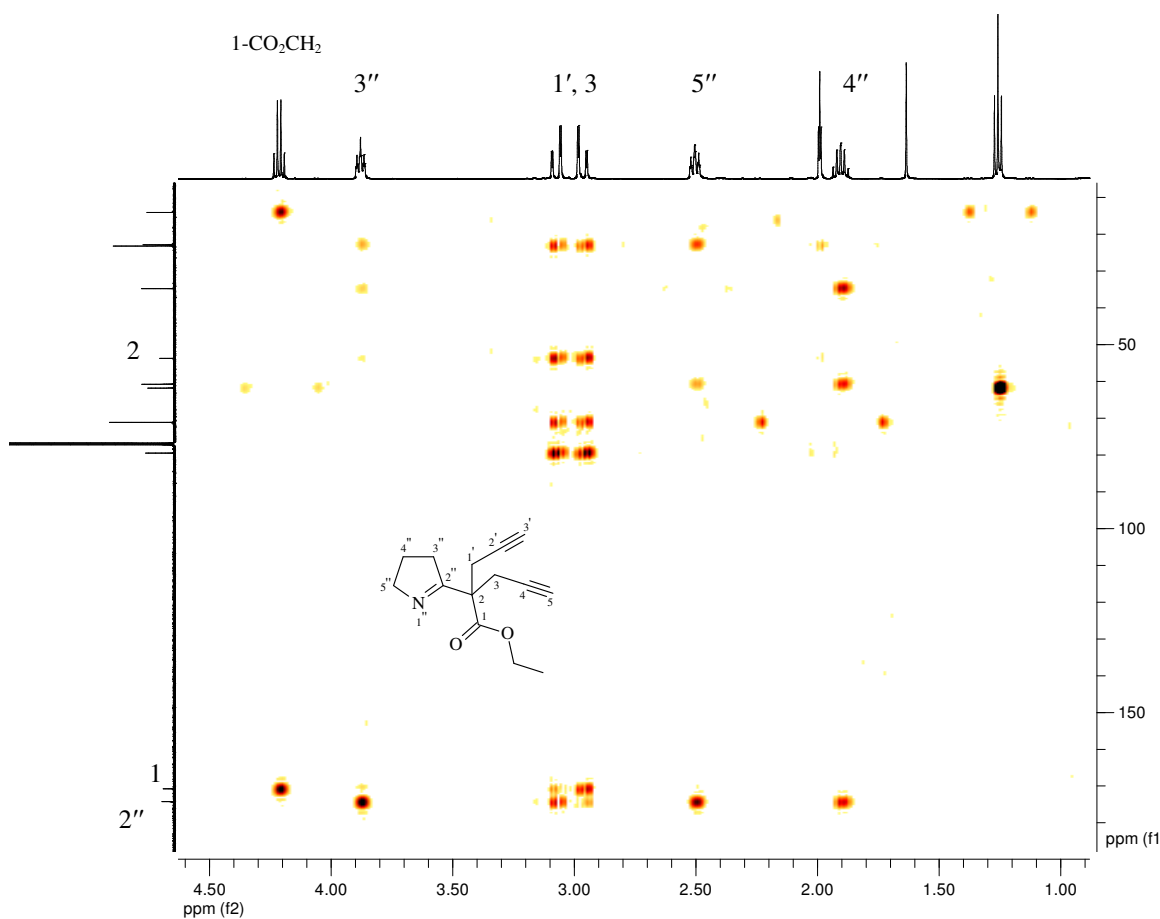 1-CO₂CH₂
3″ 1′, 3 5″ 4″
2
50
100
3'
2'
4" 3" 1'
5" 3 4 5
2" 2
N
1"
1
O O
150
1
2″
ppm (f1
4.50 4.00 3.50 3.00 2.50 2.00 1.50 1.00
ppm (f2)